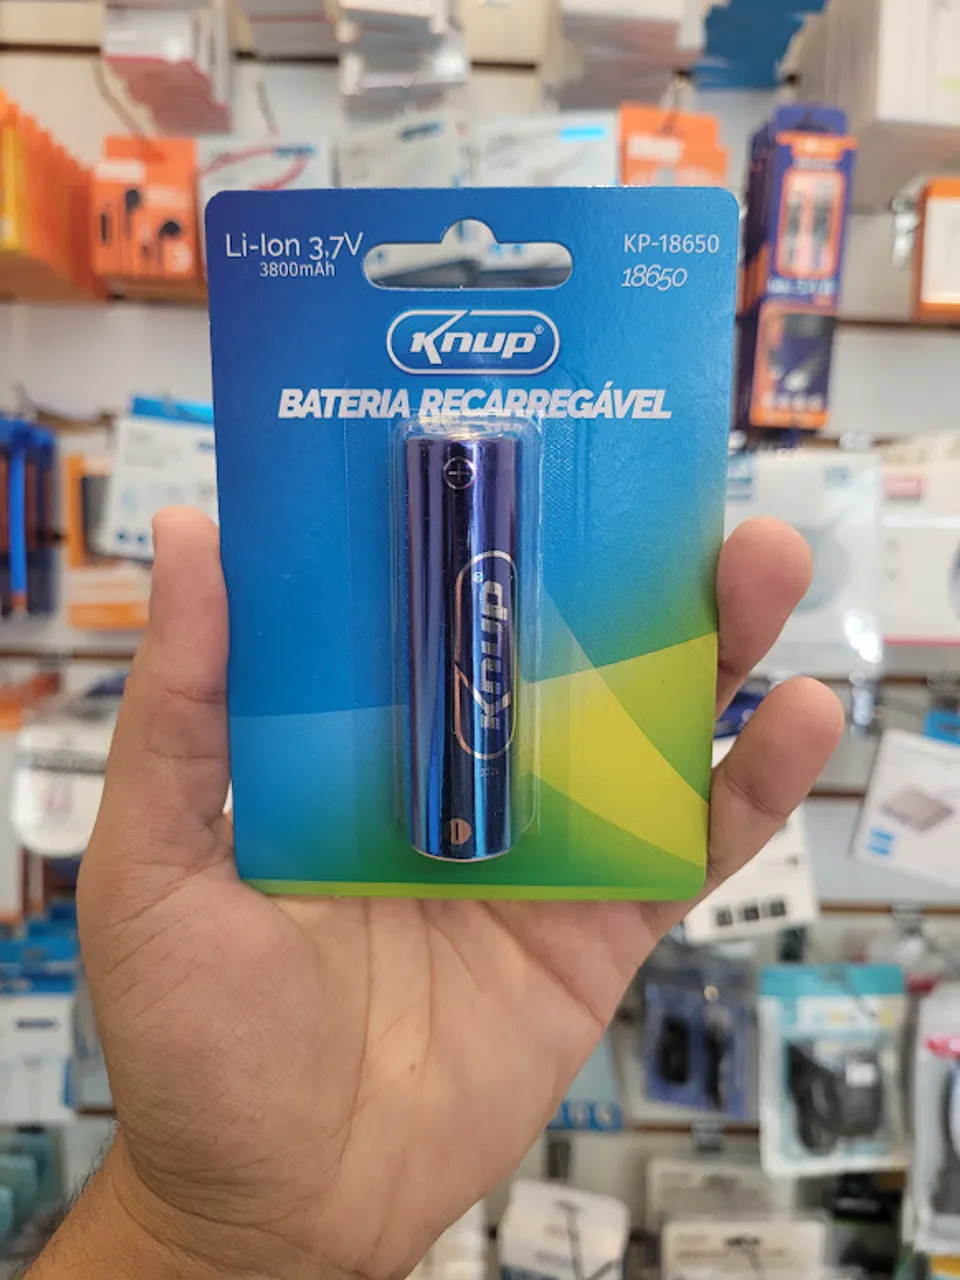 Li-Ion 3,7V
3800mAh
KP-18650
18650
Knup®
BATERIA RECARREGÁVEL
Knup®